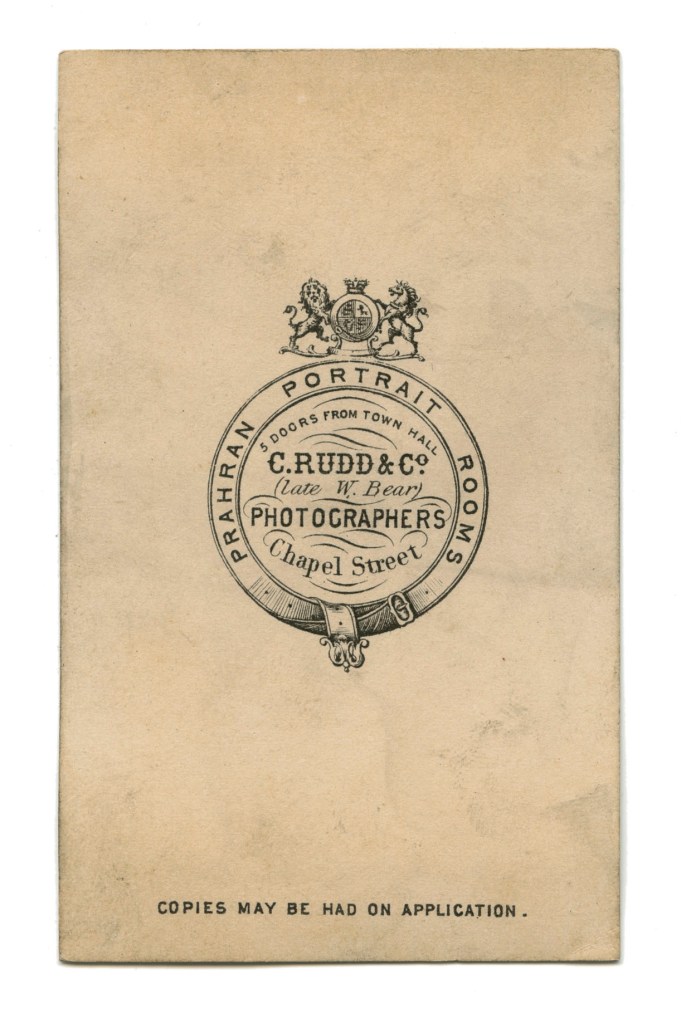 PRAHRAN PORTRAIT ROOMS
5 DOORS FROM TOWN HALL
C. RUDD & Co.
(late W. Bear)
PHOTOGRAPHERS
Chapel Street
COPIES MAY BE HAD ON APPLICATION.